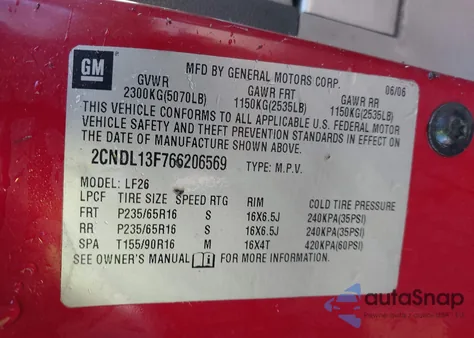 GM
MFD BY GENERAL MOTORS CORP.
06/06
GVWR GAWR FRT GAWR RR
2300KG(5070LB) 1150KG(2535LB) 1150KG(2535LB)
THIS VEHICLE CONFORMS TO ALL APPLICABLE U.S. FEDERAL MOTOR
VEHICLE SAFETY AND THEFT PREVENTION STANDARDS IN EFFECT ON
THE DATE OF MANUFACTURE SHOWN ABOVE.
2CNDL13F766206569 TYPE: M.P.V.
MODEL: LF26
LPCF TIRE SIZE SPEED RTG RIM COLD TIRE PRESSURE
FRT P235/65R16 S 16X6.5J 240KPA(35PSI)
RR P235/65R16 S 16X6.5J 240KPA(35PSI)
SPA T155/90R16 M 16X4T 420KPA(60PSI)
SEE OWNER'S MANUAL i FOR MORE INFORMATION.
autoSnap